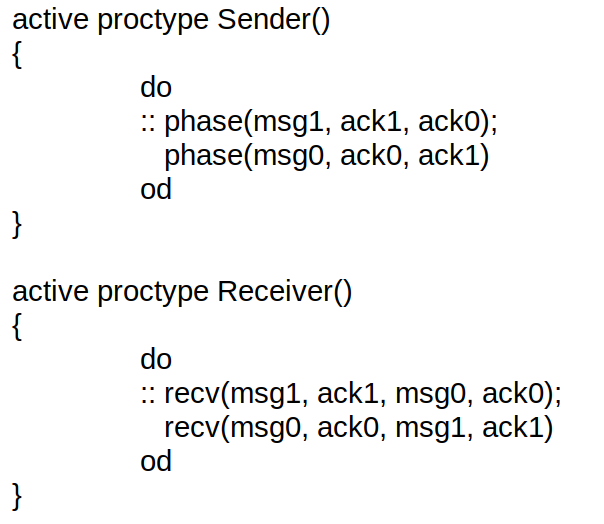 active proctype Sender()
{
do
:: phase(msg1, ack1, ack0);
phase(msg0, ack0, ack1)
od
}
active proctype Receiver()
{
do
:: recv(msg1, ack1, msg0, ack0);
recv(msg0, ack0, msg1, ack1)
od
}